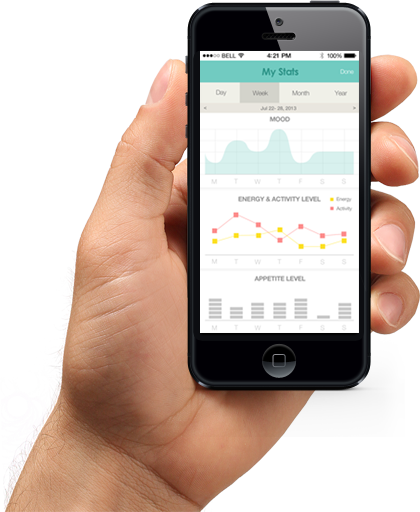 BELL 4:21 PM 100%
My Stats Done
Day Week Month Year
Jul 22- 28, 2013
MOOD
M T W T F S S
ENERGY & ACTIVITY LEVEL
Energy
Activity
M T W T F S S
APPETITE LEVEL
M T W T F S S